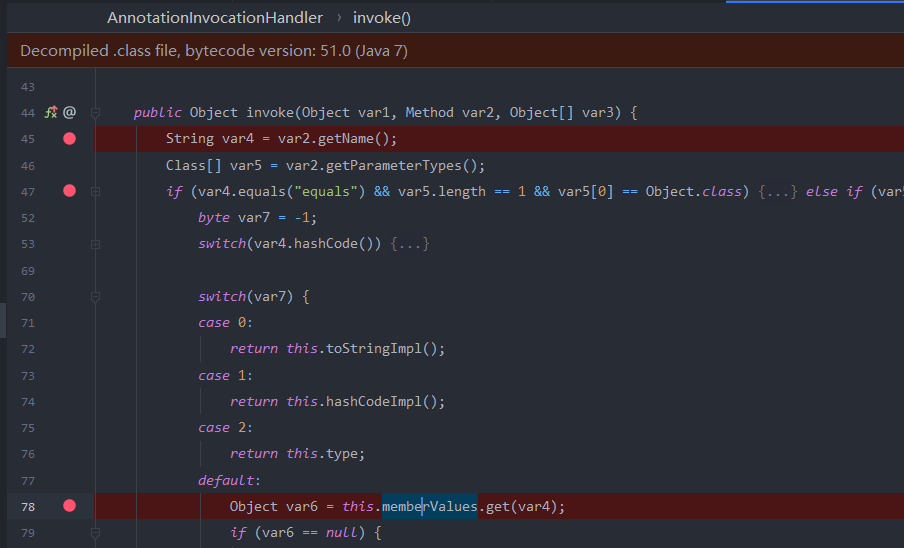 AnnotationInvocationHandler › invoke()
Decompiled .class file, bytecode version: 51.0 (Java 7)
43
44 @ public Object invoke(Object var1, Method var2, Object[] var3) {
45 String var4 = var2.getName();
46 Class[] var5 = var2.getParameterTypes();
47 if (var4.equals("equals") && var5.length == 1 && var5[0] == Object.class) {...} else if (var
52 byte var7 = -1;
53 switch(var4.hashCode()) {...}
69
70 switch(var7) {
71 case 0:
72 return this.toStringImpl();
73 case 1:
74 return this.hashCodeImpl();
75 case 2:
76 return this.type;
77 default:
78 Object var6 = this.memberValues.get(var4);
79 if (var6 == null) {